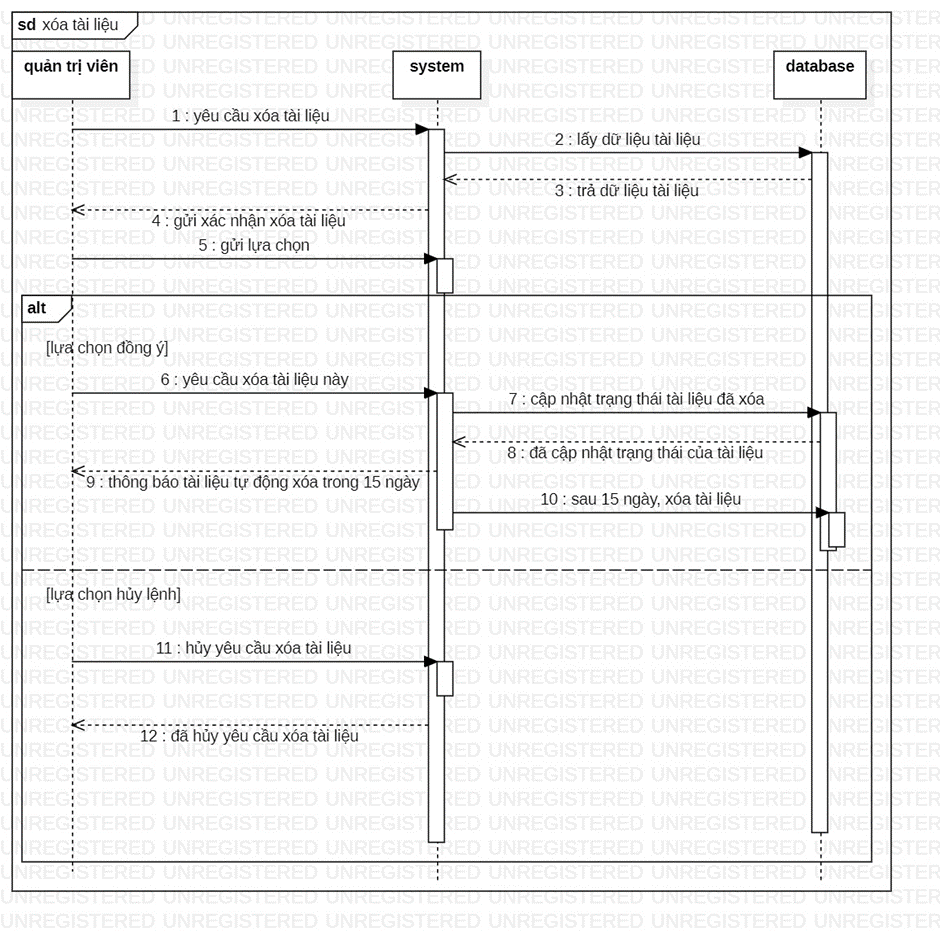 sd xóa tài liệu
quản trị viên
system
database
1 : yêu cầu xóa tài liệu
2 : lấy dữ liệu tài liệu
3 : trả dữ liệu tài liệu
4 : gửi xác nhận xóa tài liệu
5 : gửi lựa chọn
alt
[lựa chọn đồng ý]
6 : yêu cầu xóa tài liệu này
7 : cập nhật trạng thái tài liệu đã xóa
8 : đã cập nhật trạng thái của tài liệu
9 : thông báo tài liệu tự động xóa trong 15 ngày
10 : sau 15 ngày, xóa tài liệu
[lựa chọn hủy lệnh]
11 : hủy yêu cầu xóa tài liệu
12 : đã hủy yêu cầu xóa tài liệu
UNREGISTERED